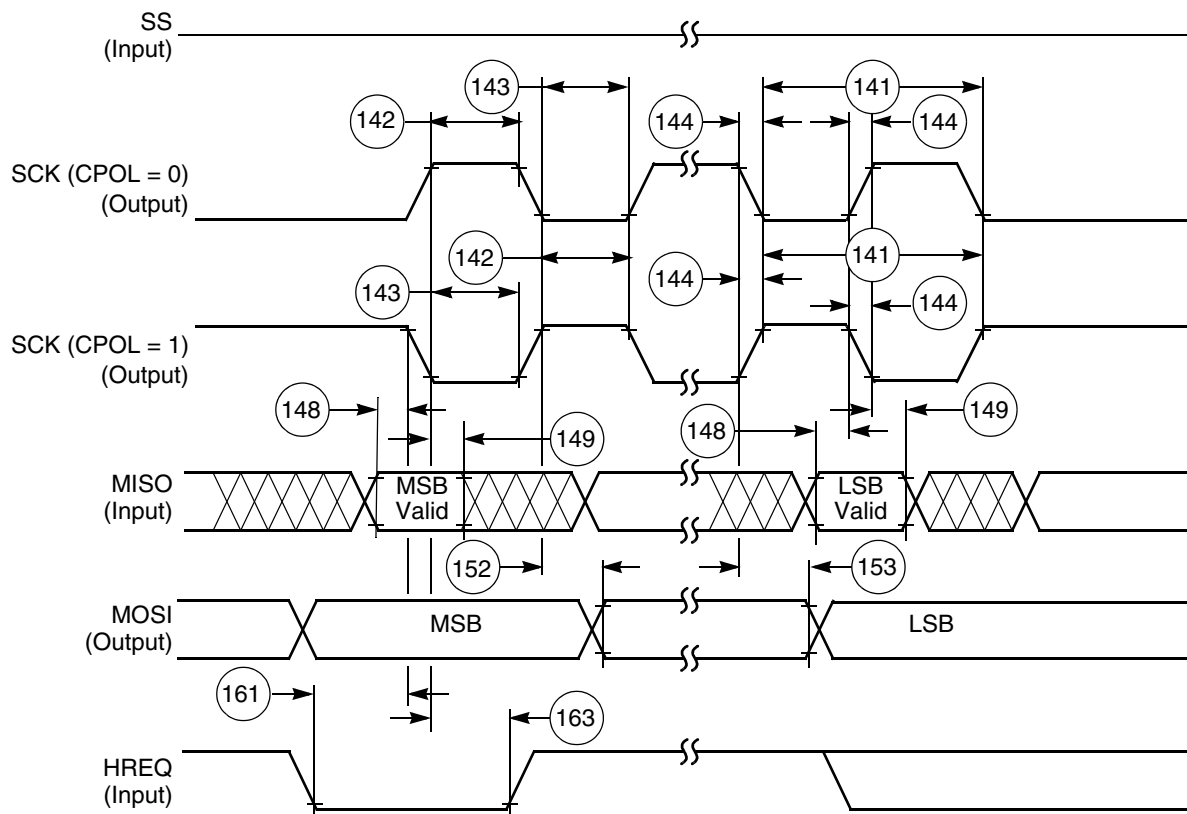 SS
(Input)
143
141
142
144
144
SCK (CPOL = 0)
(Output)
142
141
143
144
144
SCK (CPOL = 1)
(Output)
148
149
148
149
MISO
(Input)
MSB
Valid
LSB
Valid
152
153
MOSI
(Output)
MSB
LSB
161
163
HREQ
(Input)